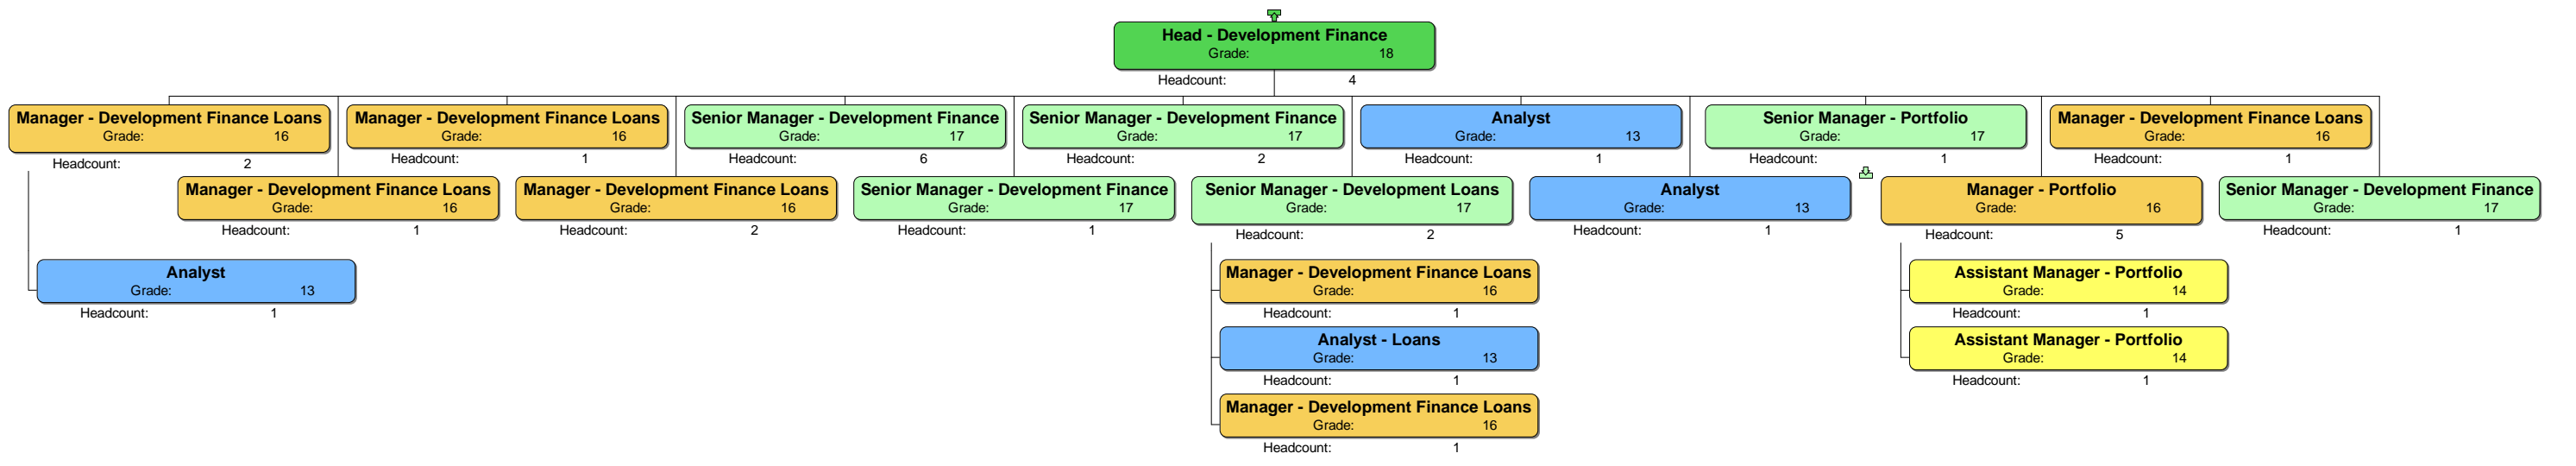 Head - Development Finance
Grade: 18
Headcount: 4
Manager - Development Finance Loans
Grade: 16
Headcount: 2
Manager - Development Finance Loans
Grade: 16
Headcount: 1
Senior Manager - Development Finance
Grade: 17
Headcount: 6
Senior Manager - Development Finance
Grade: 17
Headcount: 2
Analyst
Grade: 13
Headcount: 1
Senior Manager - Portfolio
Grade: 17
Headcount: 1
Manager - Development Finance Loans
Grade: 16
Headcount: 1
Manager - Development Finance Loans
Grade: 16
Headcount: 1
Manager - Development Finance Loans
Grade: 16
Headcount: 2
Senior Manager - Development Finance
Grade: 17
Headcount: 1
Senior Manager - Development Loans
Grade: 17
Headcount: 2
Analyst
Grade: 13
Headcount: 1
Manager - Portfolio
Grade: 16
Headcount: 5
Senior Manager - Development Finance
Grade: 17
Headcount: 1
Analyst
Grade: 13
Headcount: 1
Manager - Development Finance Loans
Grade: 16
Headcount: 1
Analyst - Loans
Grade: 13
Headcount: 1
Manager - Development Finance Loans
Grade: 16
Headcount: 1
Assistant Manager - Portfolio
Grade: 14
Headcount: 1
Assistant Manager - Portfolio
Grade: 14
Headcount: 1